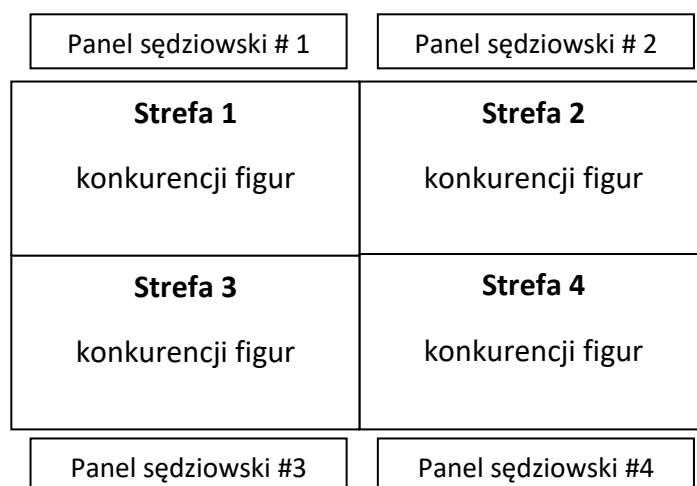 Panel sędziowski # 1
Panel sędziowski # 2
Strefa 1
konkurencji figur
Strefa 2
konkurencji figur
Strefa 3
konkurencji figur
Strefa 4
konkurencji figur
Panel sędziowski #3
Panel sędziowski #4